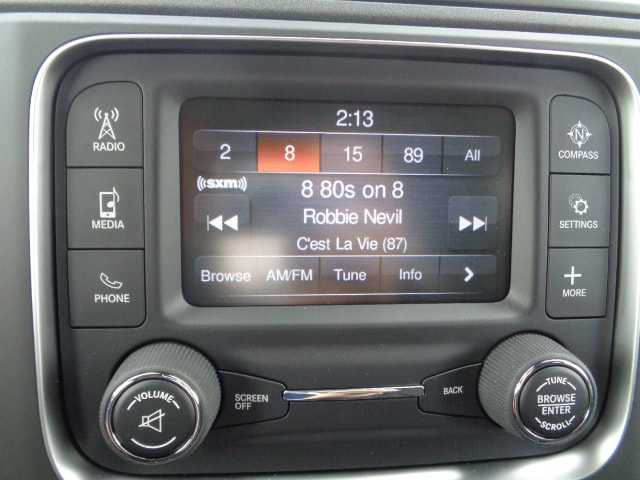 2:13
RADIO
2 8 15 89 All
COMPASS
((sxm))
8 80s on 8
MEDIA
Robbie Nevil
SETTINGS
C'est La Vie (87)
PHONE
Browse AM/FM Tune Info >
MORE
VOLUME
SCREEN OFF
BACK
TUNE
BROWSE
ENTER
SCROLL